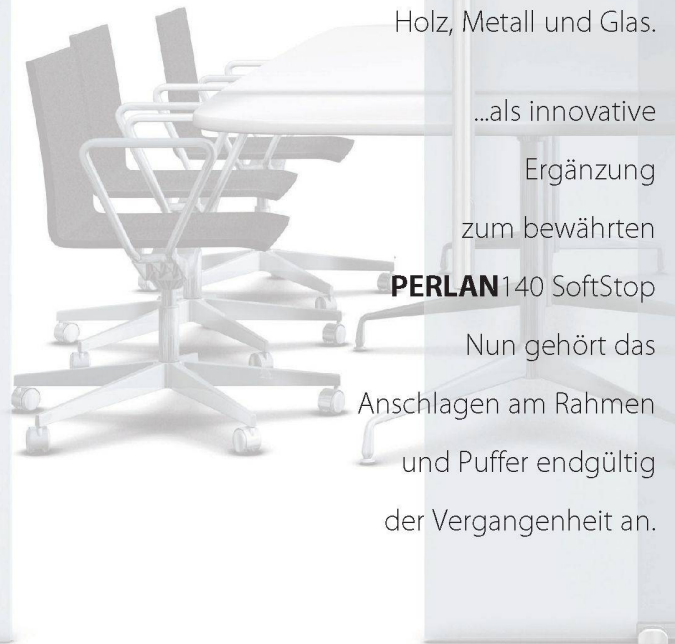 Holz, Metall und Glas.
...als innovative
Ergänzung
zum bewährten
PERLAN140 SoftStop
Nun gehört das
Anschlagen am Rahmen
und Puffer endgültig
der Vergangenheit an.